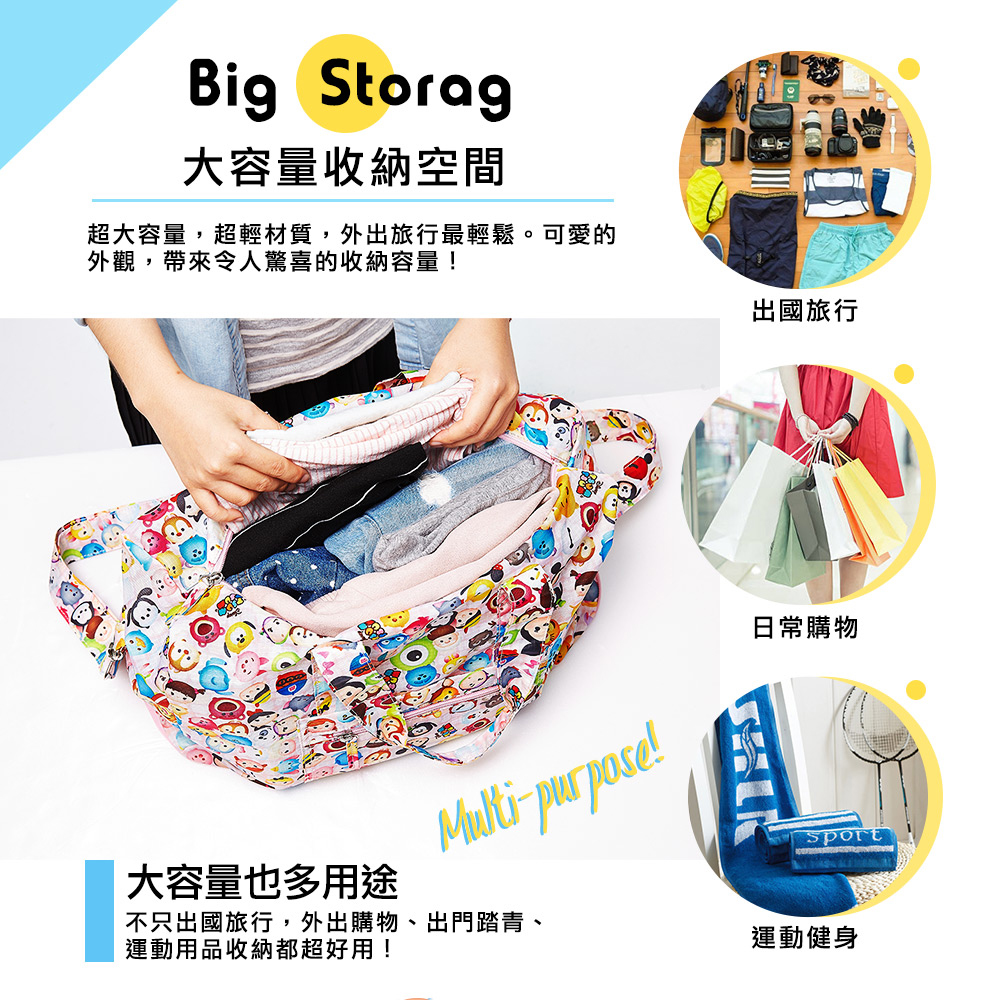 Big Storag
大容量收納空間
超大容量，超輕材質，外出旅行最輕鬆。可愛的
外觀，帶來令人驚喜的收納容量！
出國旅行
日常購物
Multi-purpose!
sport
大容量也多用途
不只出國旅行，外出購物、出門踏青、
運動用品收納都超好用！
運動健身